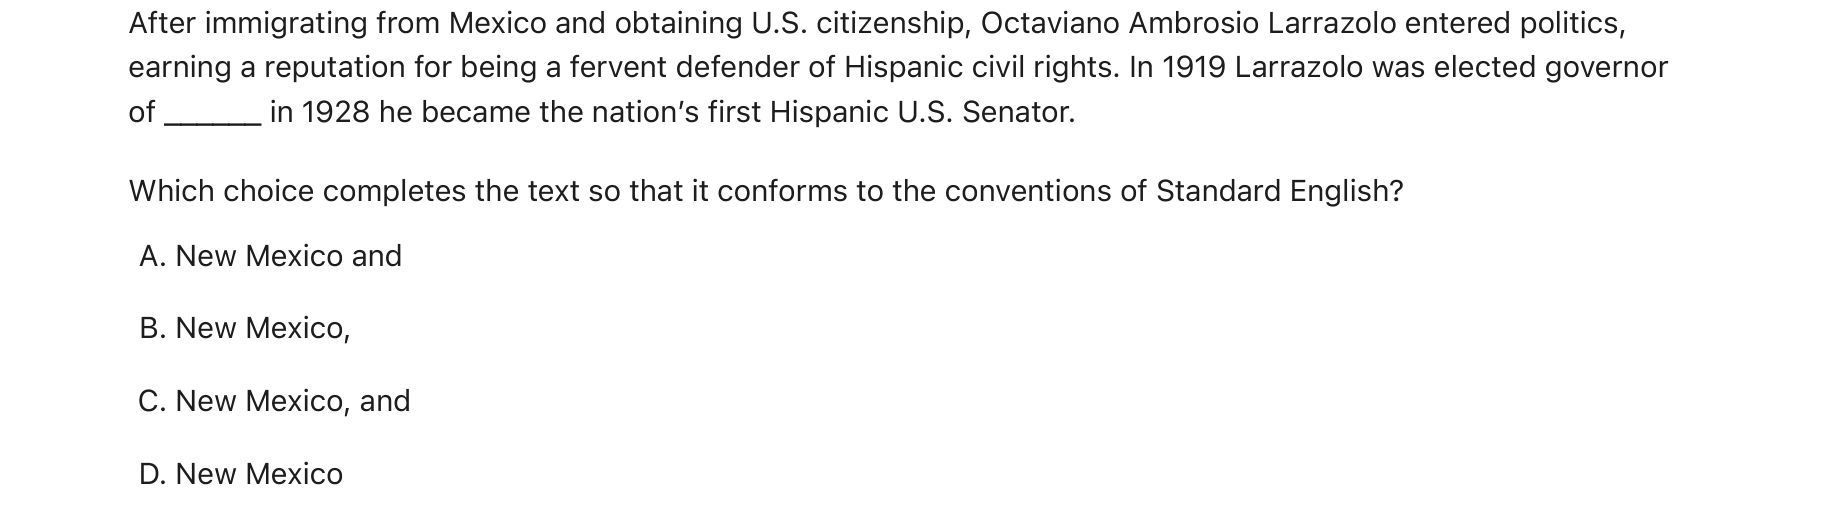 After immigrating from Mexico and obtaining U.S. citizenship, Octaviano Ambrosio Larrazolo entered politics,
earning a reputation for being a fervent defender of Hispanic civil rights. In 1919 Larrazolo was elected governor
of ______ in 1928 he became the nation’s first Hispanic U.S. Senator.
Which choice completes the text so that it conforms to the conventions of Standard English?
A. New Mexico and
B. New Mexico,
C. New Mexico, and
D. New Mexico